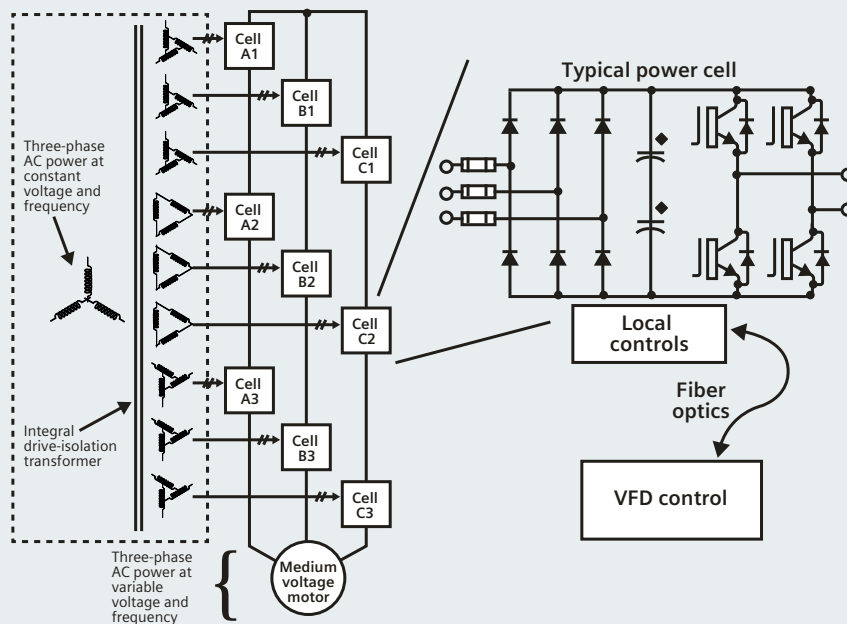 Three-phase
AC power at
constant
voltage and
frequency
Integral
drive-isolation
transformer
Cell
A1
Cell
B1
Cell
C1
Cell
A2
Cell
B2
Cell
C2
Cell
A3
Cell
B3
Cell
C3
Three-phase
AC power at
variable
voltage and
frequency
Medium
voltage
motor
Typical power cell
Local
controls
Fiber
optics
VFD control